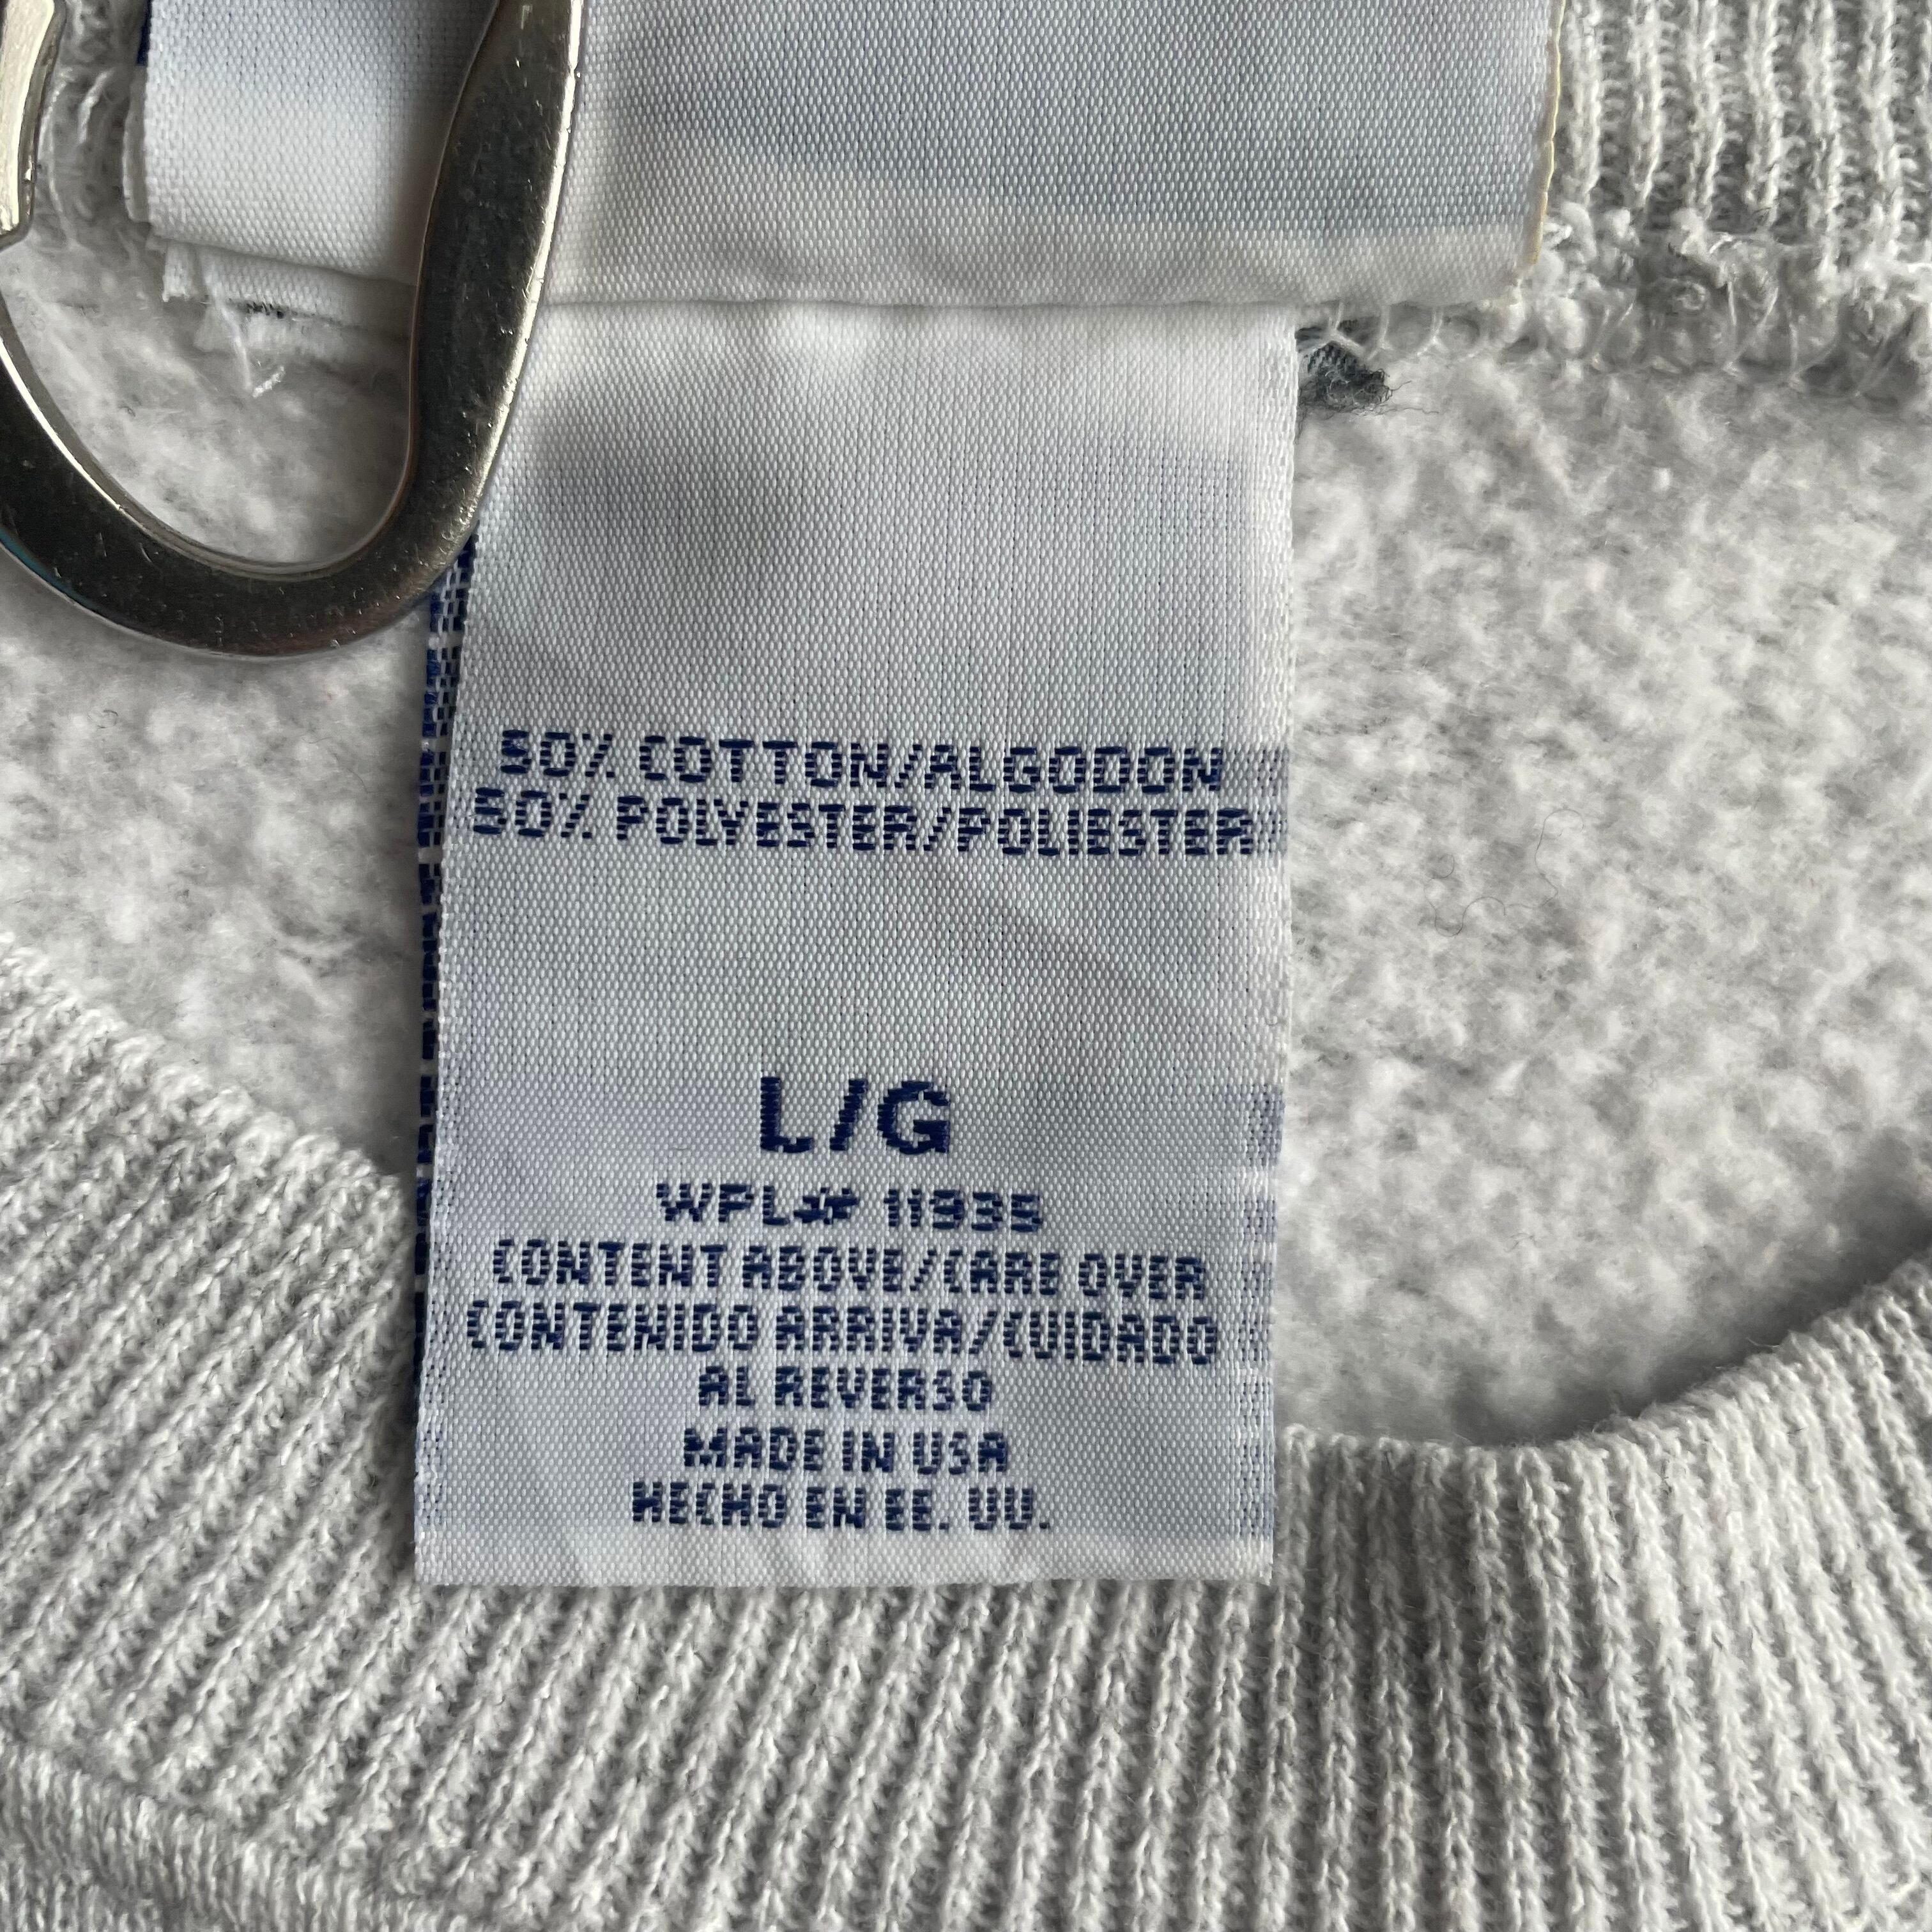 50% COTTON/ALGODON
50% POLYESTER/POLIESTER
L/G
WPL# 11935
CONTENT ABOVE/CARE OVER
CONTENIDO ARRIVA/CUIDADO
AL REVERSO
MADE IN USA
HECHO EN EE. UU.